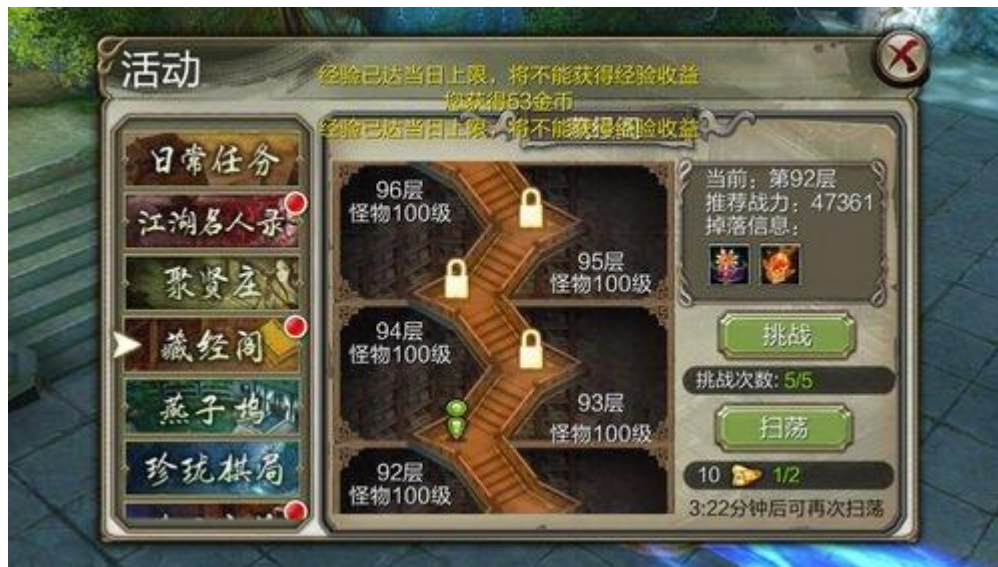 活动
经验已达当日上限，将不能获得经验收益
您获得53金币
经验已达当日上限，将不能获得经验收益
日常任务
江湖名人录
聚贤庄
藏经阁
燕子坞
珍珑棋局
96层
怪物100级
95层
怪物100级
94层
怪物100级
93层
怪物100级
92层
怪物100级
当前：第92层
推荐战力：47361
掉落信息：
挑战
挑战次数: 5/5
扫荡
10 1/2
3:22分钟后可再次扫荡